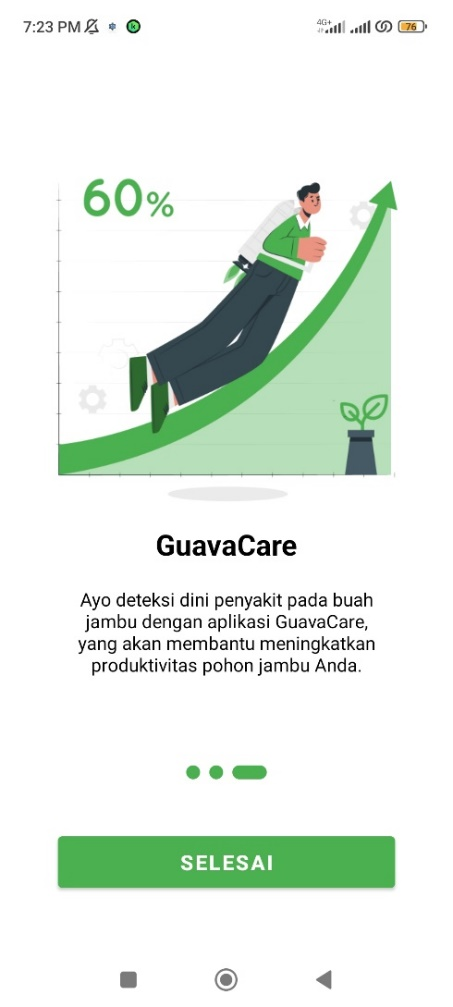 7:23 PM
4G+
76
60%
GuavaCare
Ayo deteksi dini penyakit pada buah
jambu dengan aplikasi GuavaCare,
yang akan membantu meningkatkan
produktivitas pohon jambu Anda.
SELESAI